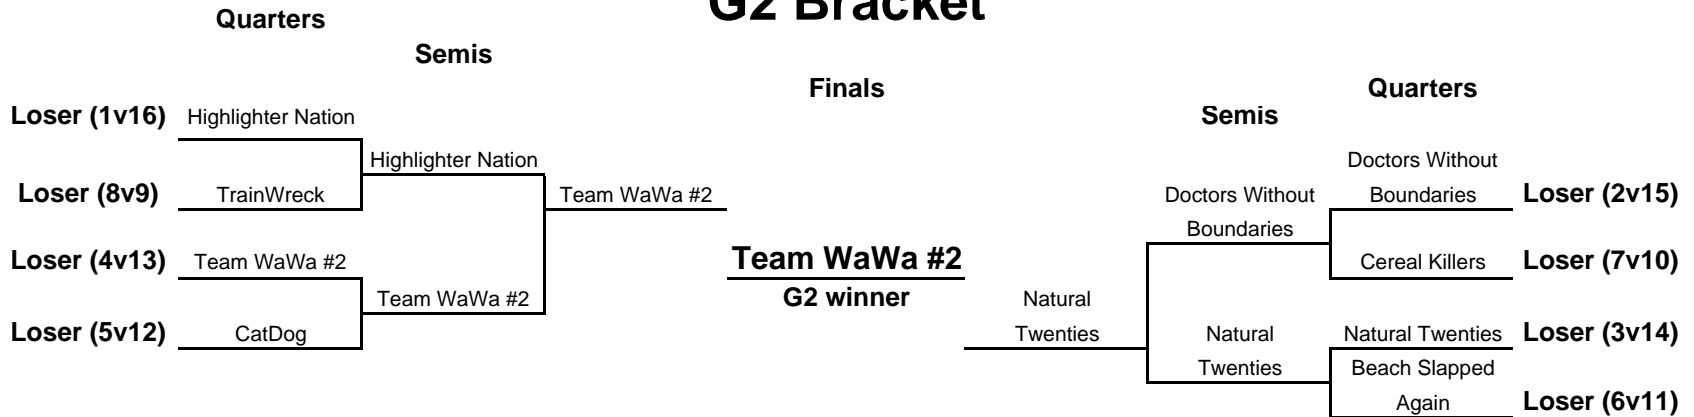 G2 Bracket
Quarters
Semis
Finals
Quarters
Semis
Loser (1v16) Highlighter Nation
Highlighter Nation
Loser (8v9) TrainWreck
Team WaWa #2
Loser (4v13) Team WaWa #2
Team WaWa #2
Loser (5v12) CatDog
Team WaWa #2
G2 winner
Doctors Without
Boundaries
Loser (2v15)
Doctors Without
Boundaries
Cereal Killers Loser (7v10)
Natural
Twenties
Natural
Twenties
Natural Twenties Loser (3v14)
Beach Slapped
Again
Loser (6v11)